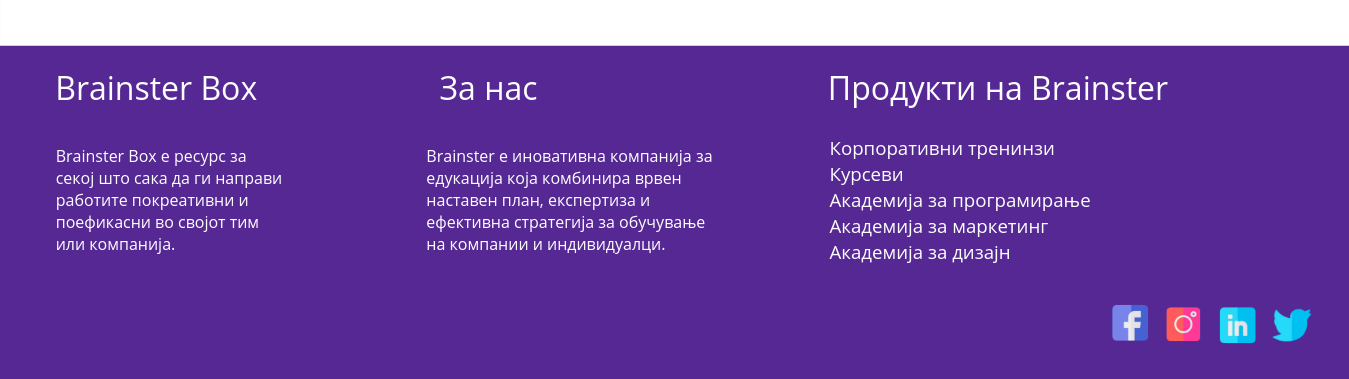 Brainster Box
Brainster Box е ресурс за
секој што сака да ги направи
работите покреативни и
поефикасни во својот тим
или компанија.
За нас
Brainster е иновативна компанија за
едукација која комбинира врвен
наставен план, експертиза и
ефективна стратегија за обучување
на компании и индивидуалци.
Продукти на Brainster
Корпоративни тренинзи
Курсеви
Академија за програмирање
Академија за маркетинг
Академија за дизајн